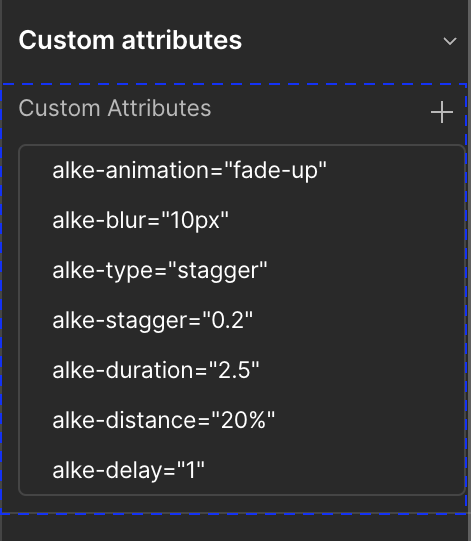 Custom attributes
Custom Attributes
alke-animation="fade-up"
alke-blur="10px"
alke-type="stagger"
alke-stagger="0.2"
alke-duration="2.5"
alke-distance="20%"
alke-delay="1"